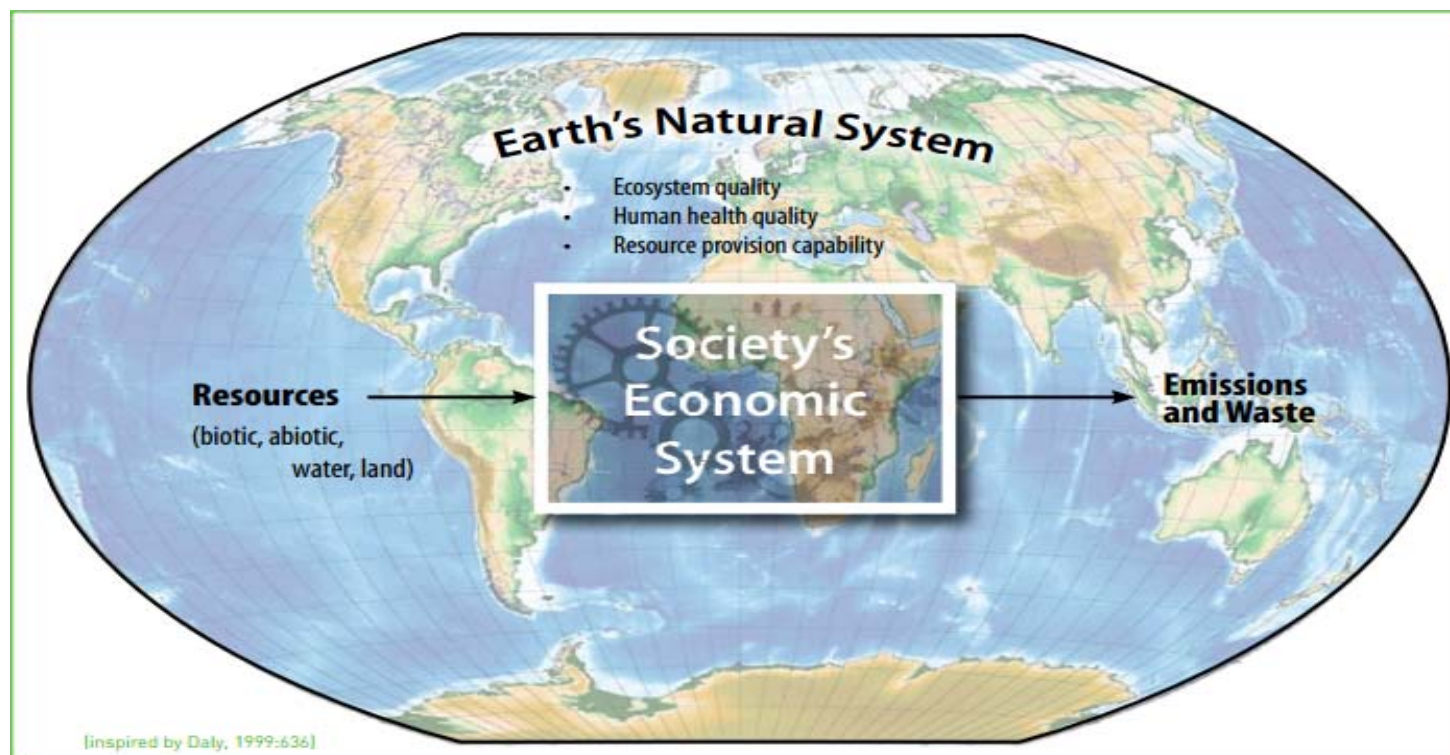 Earth's Natural System
• Ecosystem quality
• Human health quality
• Resource provision capability
Society's
Economic
System
Resources
(biotic, abiotic,
water, land)
Emissions
and Waste
[inspired by Daly, 1999:636]